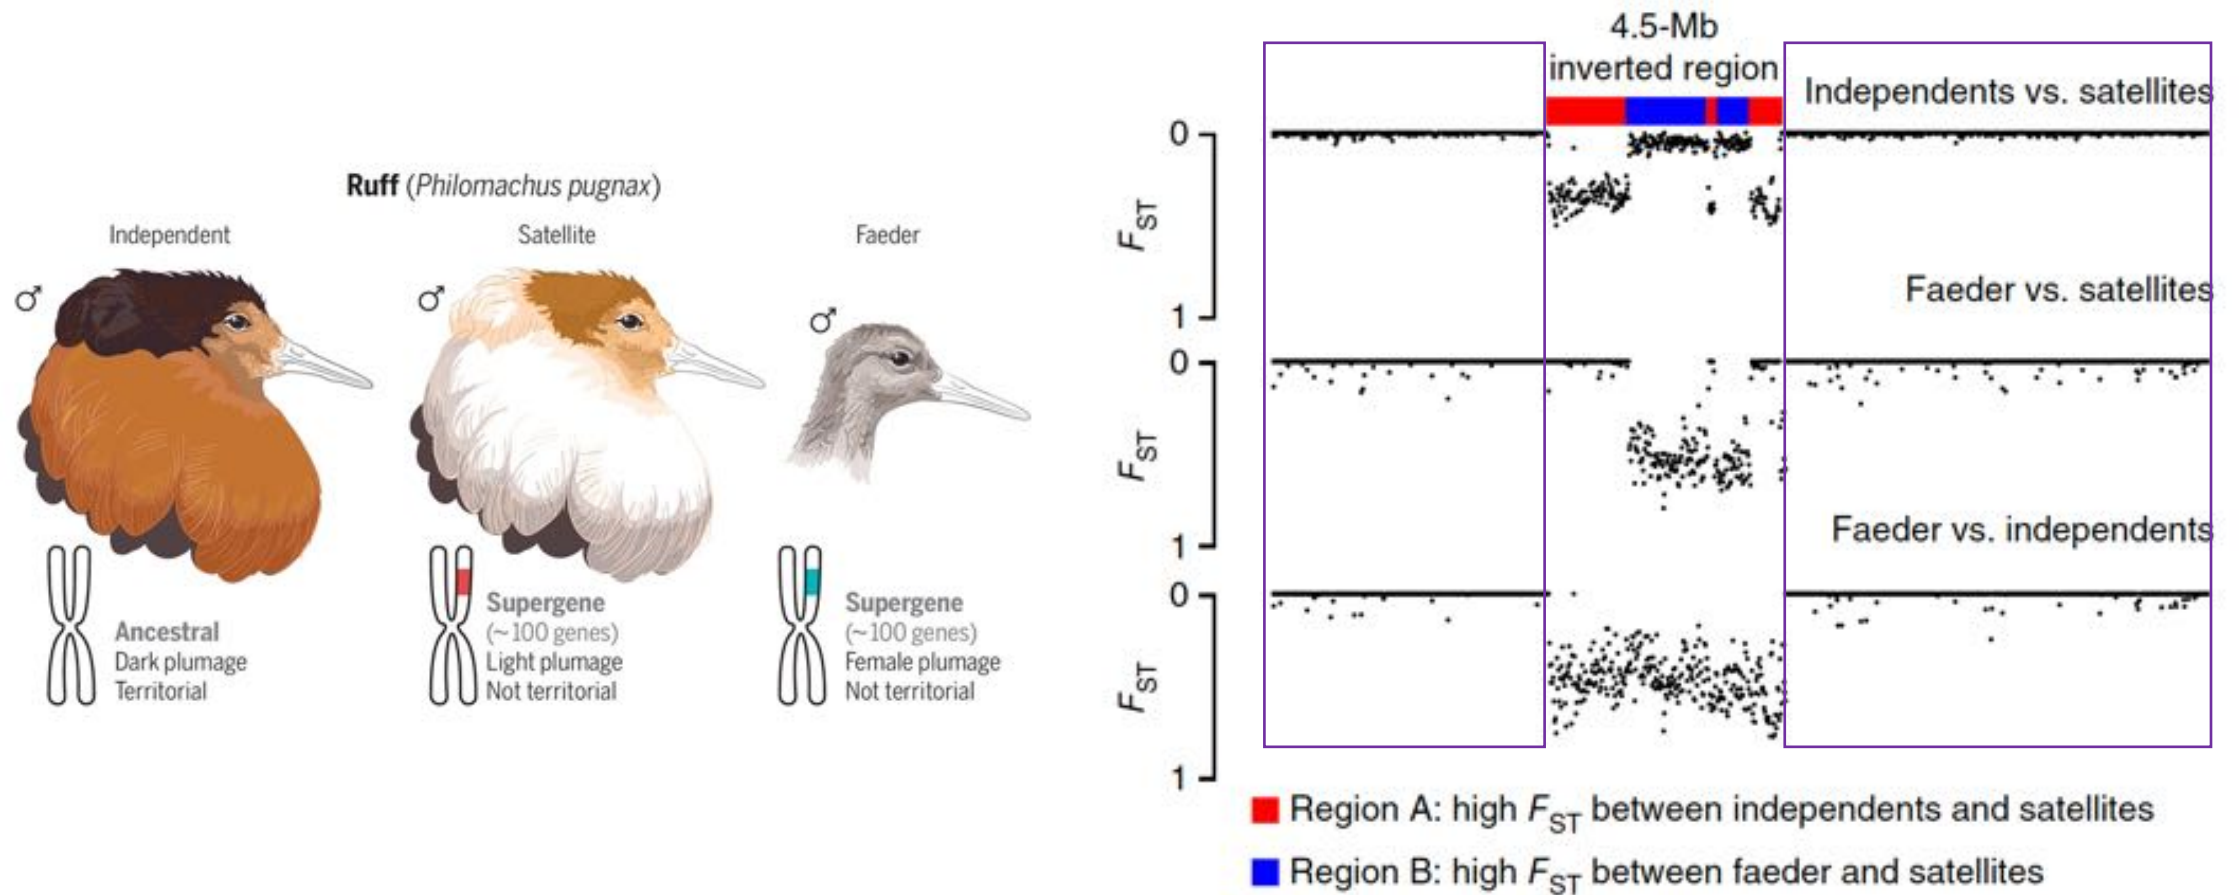 Ruff (Philomachus pugnax)
Independent
Satellite
Faeder
♂
♂
♂
Ancestral
Dark plumage
Territorial
Supergene
(~100 genes)
Light plumage
Not territorial
Supergene
(~100 genes)
Female plumage
Not territorial
4.5-Mb
inverted region
Independents vs. satellites
0
FST
1
Faeder vs. satellites
0
FST
1
Faeder vs. independents
0
FST
1
Region A: high FST between independents and satellites
Region B: high FST between faeder and satellites